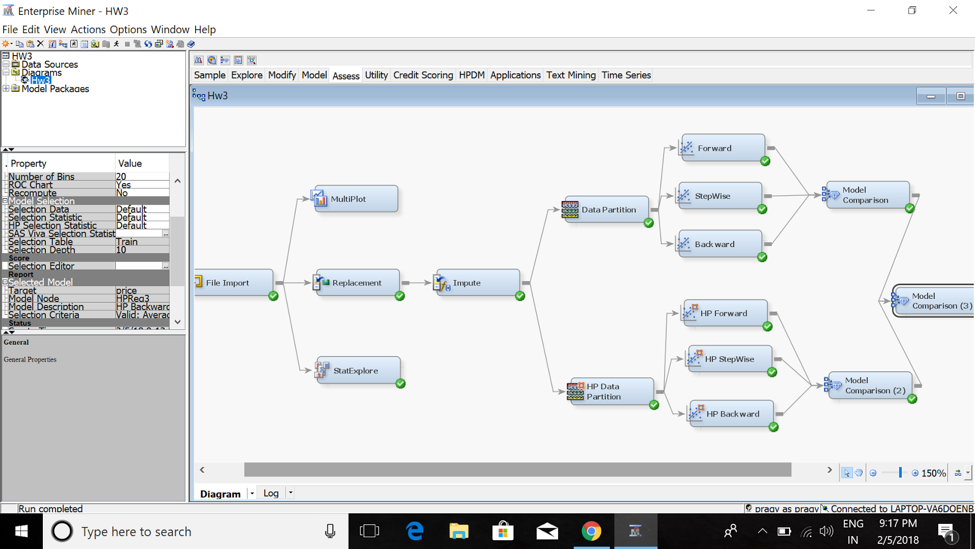 Enterprise Miner - HW3
File Edit View Actions Options Window Help
HW3
Data Sources
Diagrams
Hw3
Model Packages
Sample Explore Modify Model Assess Utility Credit Scoring HPDM Applications Text Mining Time Series
Hw3
. Property Value
Number of Bins 20
ROC Chart Yes
Recompute No
Model Selection
Selection Data Default
Selection Statistic Default
HP Selection Statistic Default
SAS Viya Selection Statist
Selection Table Train
Selection Depth 10
Score
Selection Editor
Report
Selected Model
Target price
Model Node HPReg3
Model Description HP Backward
Selection Criteria Valid: Averag
Status
General
General Properties
MultiPlot
File Import
Replacement
Impute
StatExplore
Data Partition
Forward
StepWise
Backward
Model
Comparison
HP Data
Partition
HP Forward
HP StepWise
HP Backward
Model
Comparison (2)
Model
Comparison (3)
150%
Diagram Log
Run completed
pragv as pragv Connected to LAPTOP-VA6DOENB
Type here to search
ENG
IN
9:17 PM
2/5/2018
1